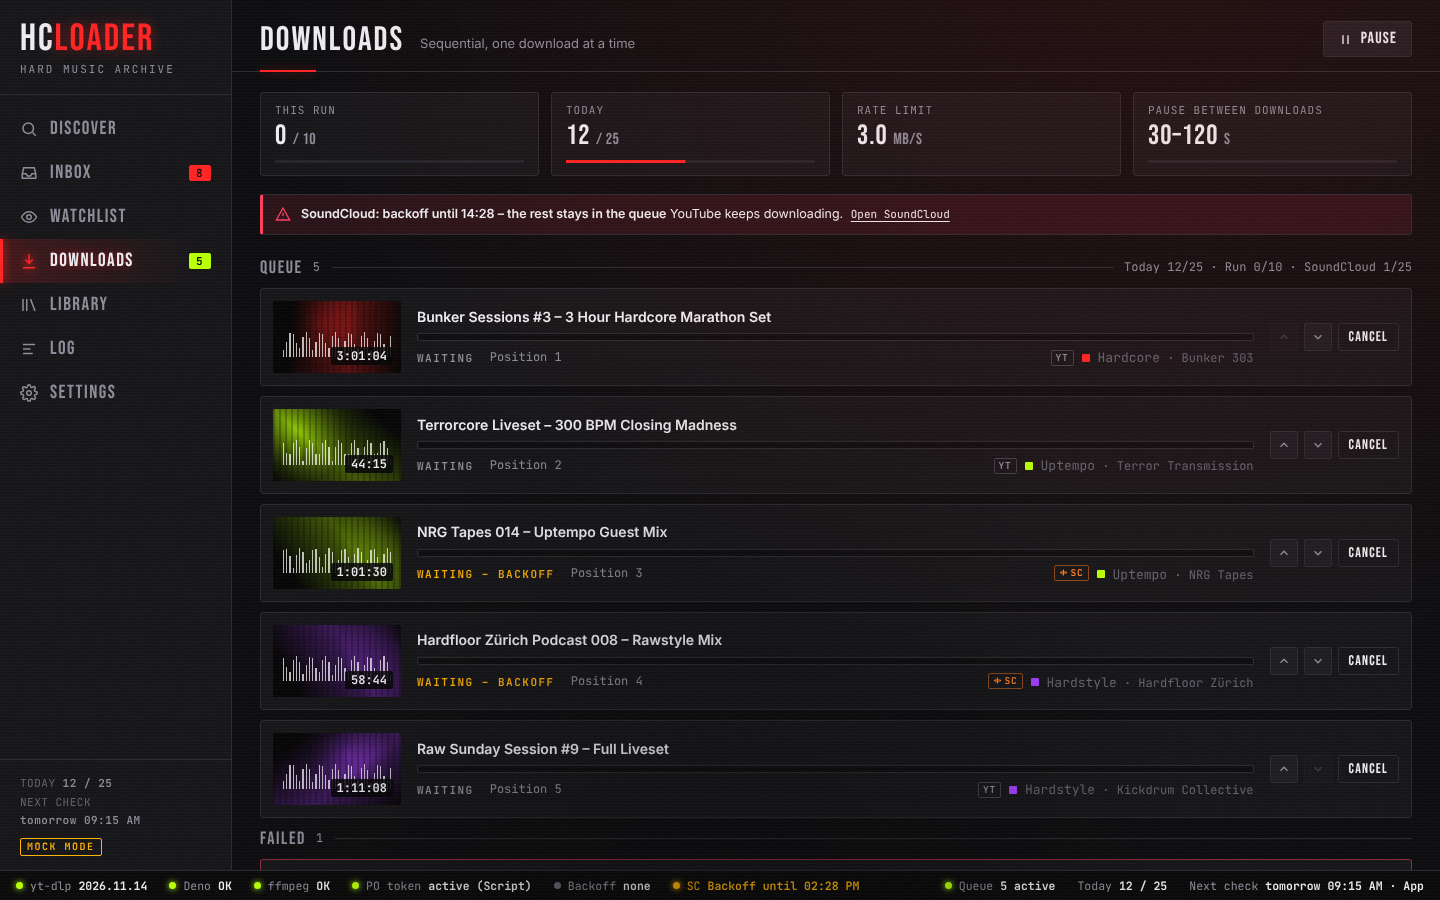 HCLOADER
HARD MUSIC ARCHIVE
DISCOVER
INBOX 8
WATCHLIST
DOWNLOADS 5
LIBRARY
LOG
SETTINGS
TODAY 12 / 25
NEXT CHECK
tomorrow 09:15 AM
MOCK MODE
DOWNLOADS Sequential, one download at a time
PAUSE
THIS RUN
0 / 10
TODAY
12 / 25
RATE LIMIT
3.0 MB/S
PAUSE BETWEEN DOWNLOADS
30–120 S
SoundCloud: backoff until 14:28 – the rest stays in the queue YouTube keeps downloading. Open SoundCloud
QUEUE 5 Today 12/25 · Run 0/10 · SoundCloud 1/25
Bunker Sessions #3 – 3 Hour Hardcore Marathon Set
3:01:04
WAITING Position 1 YT Hardcore · Bunker 303
CANCEL
Terrorcore Liveset – 300 BPM Closing Madness
44:15
WAITING Position 2 YT Uptempo · Terror Transmission
CANCEL
NRG Tapes 014 – Uptempo Guest Mix
1:01:30
WAITING – BACKOFF Position 3 SC Uptempo · NRG Tapes
CANCEL
Hardfloor Zürich Podcast 008 – Rawstyle Mix
58:44
WAITING – BACKOFF Position 4 SC Hardstyle · Hardfloor Zürich
CANCEL
Raw Sunday Session #9 – Full Liveset
1:11:08
WAITING Position 5 YT Hardstyle · Kickdrum Collective
CANCEL
FAILED 1
yt-dlp 2026.11.14 Deno OK ffmpeg OK PO token active (Script) Backoff none SC Backoff until 02:28 PM Queue 5 active Today 12 / 25 Next check tomorrow 09:15 AM · App